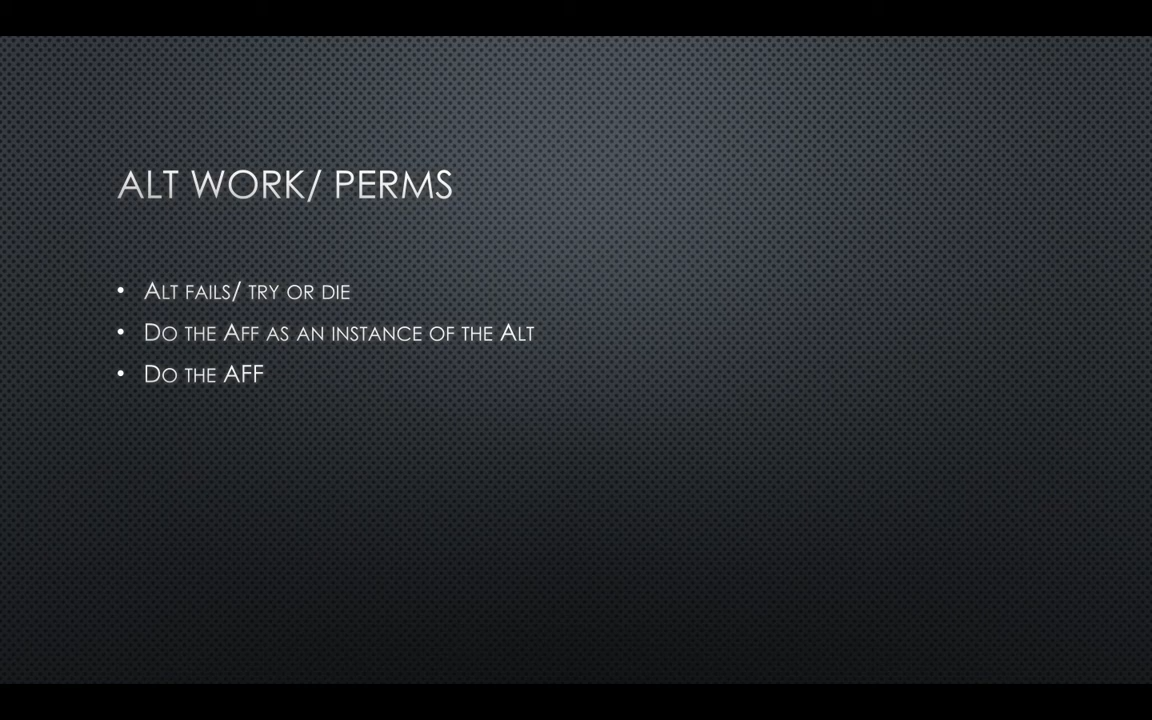 ALT WORK/ PERMS
• ALT FAILS/ TRY OR DIE
• DO THE AFF AS AN INSTANCE OF THE ALT
• DO THE AFF